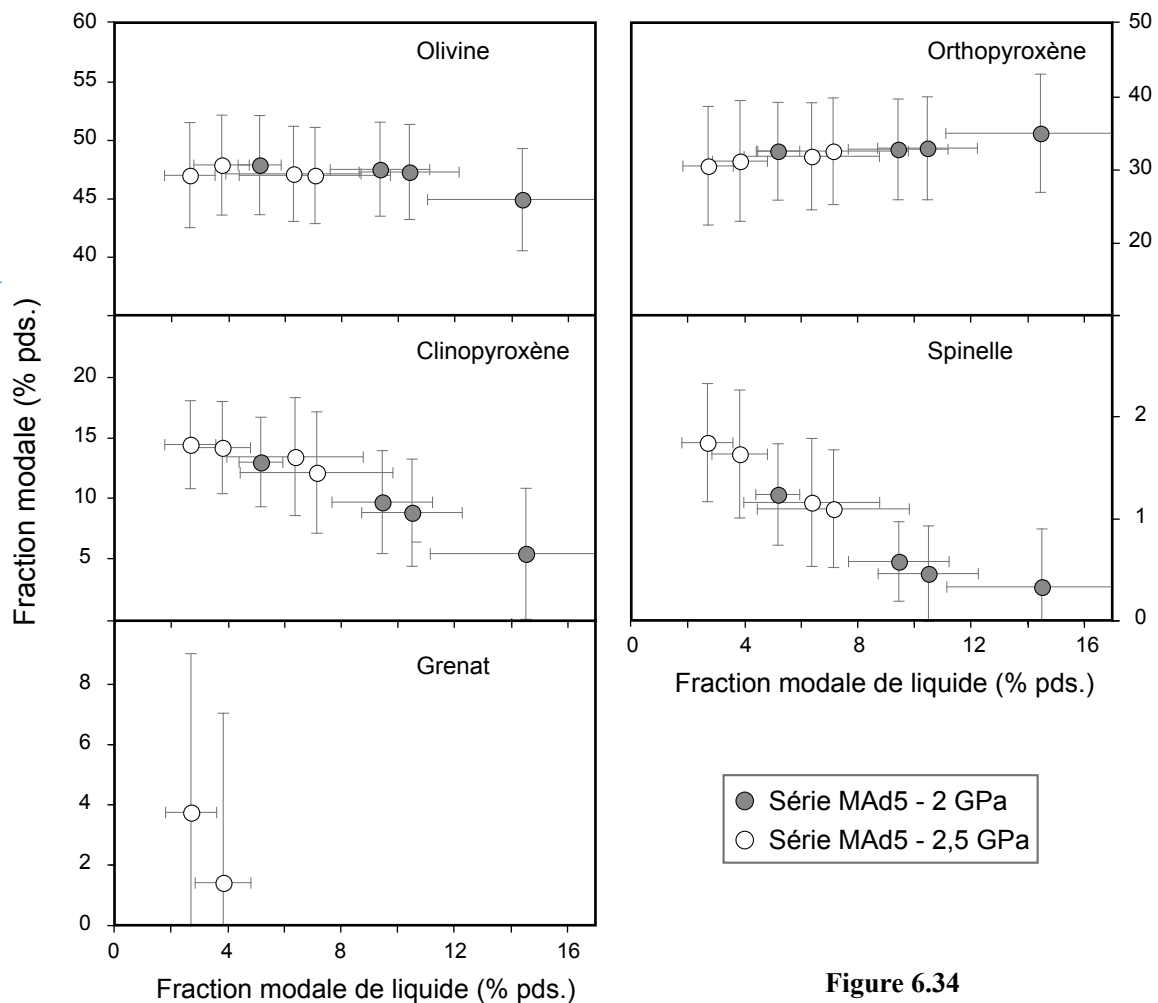 Olivine
60
55
50
45
40
Orthopyroxène
50
40
30
20
Fraction modale (% pds.)
Clinopyroxène
20
15
10
5
Spinelle
2
1
0
0 4 8 12 16
Fraction modale de liquide (% pds.)
Grenat
8
6
4
2
0
0 4 8 12 16
Fraction modale de liquide (% pds.)
Série MAd5 - 2 GPa
Série MAd5 - 2,5 GPa
Figure 6.34